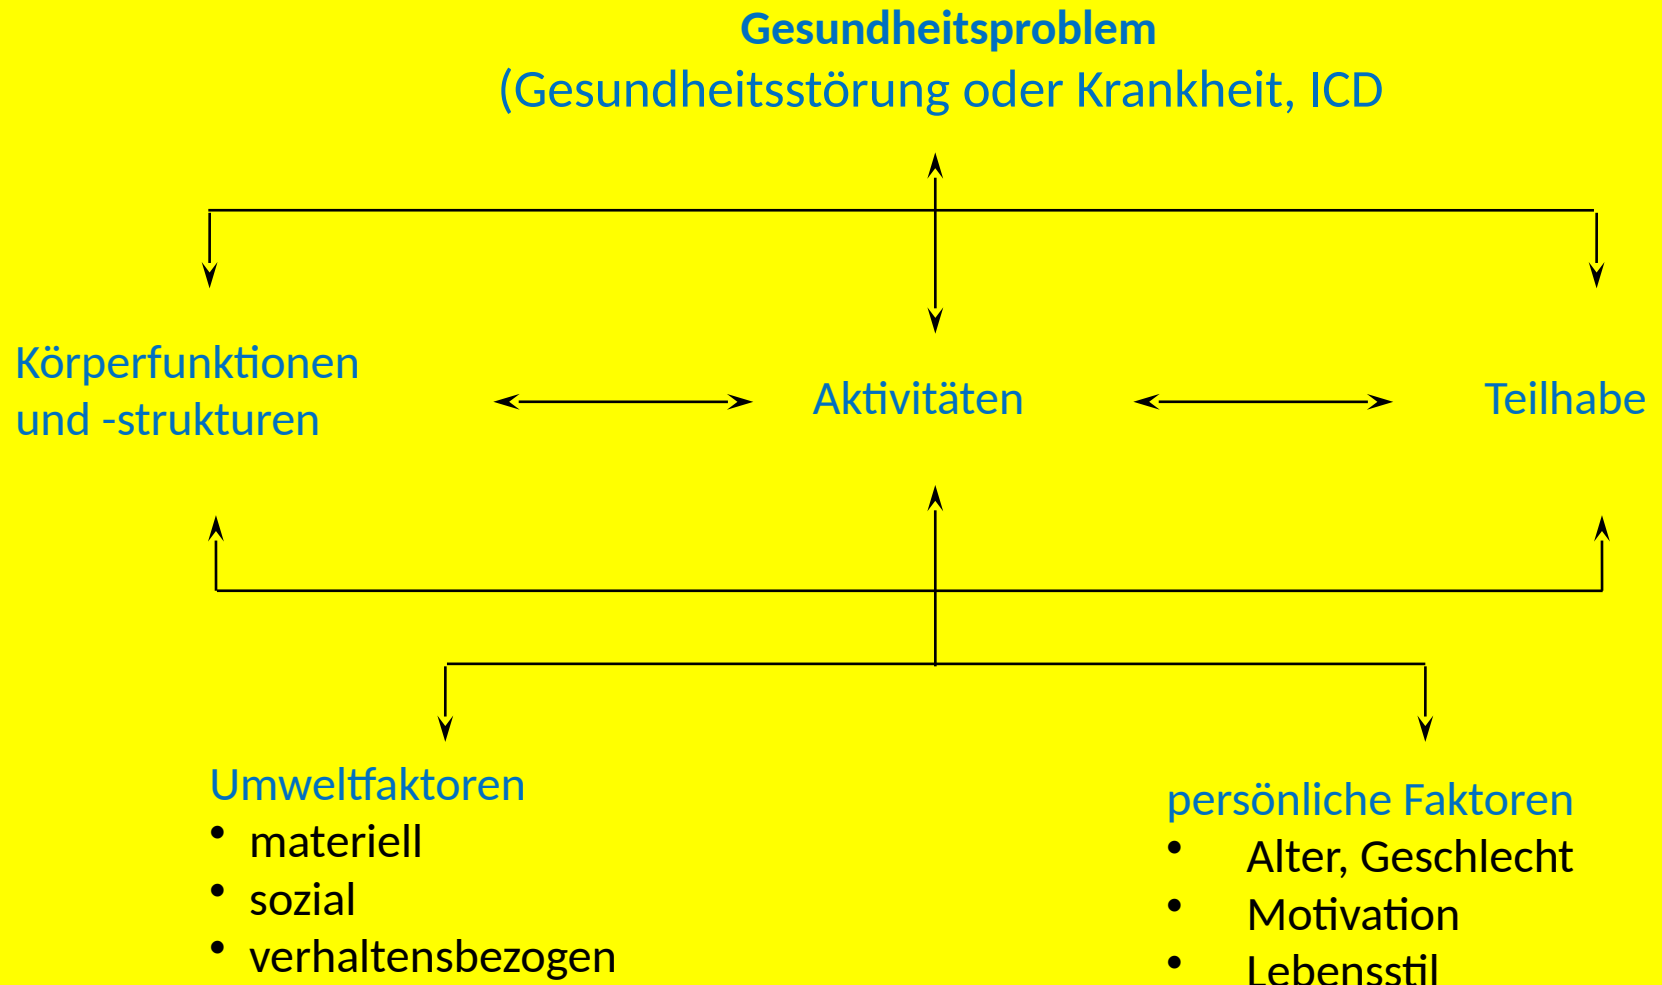 Gesundheitsproblem
(Gesundheitsstörung oder Krankheit, ICD
Körperfunktionen
und -strukturen
Aktivitäten
Teilhabe
Umweltfaktoren
• materiell
• sozial
• verhaltensbezogen
persönliche Faktoren
• Alter, Geschlecht
• Motivation
• Lebensstil